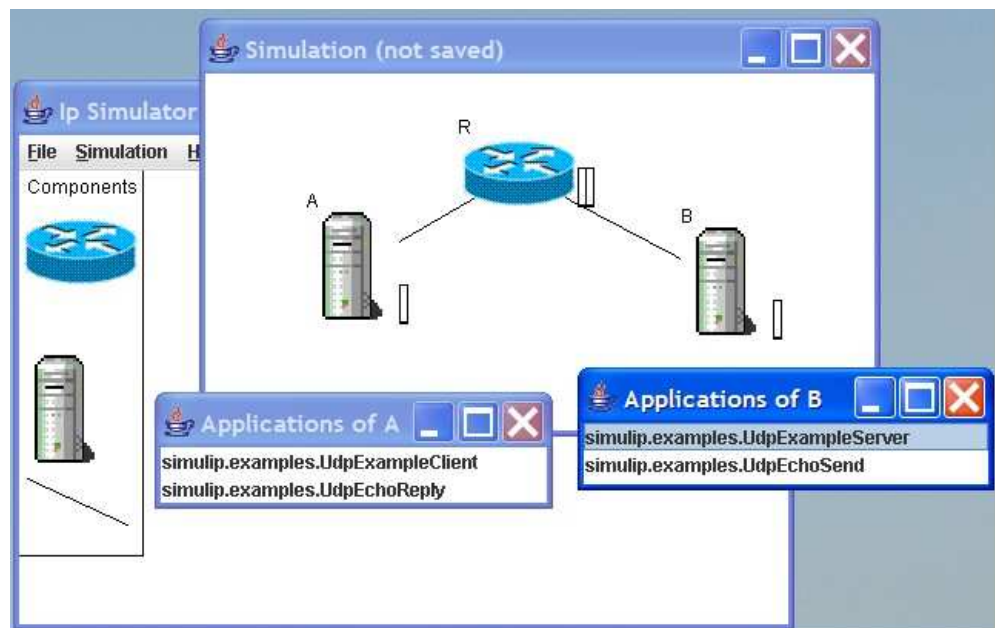 Simulation (not saved)
Ip Simulator
File Simulation H
Components
R
A
B
Applications of A
simulip.examples.UdpExampleClient
simulip.examples.UdpEchoReply
Applications of B
simulip.examples.UdpExampleServer
simulip.examples.UdpEchoSend